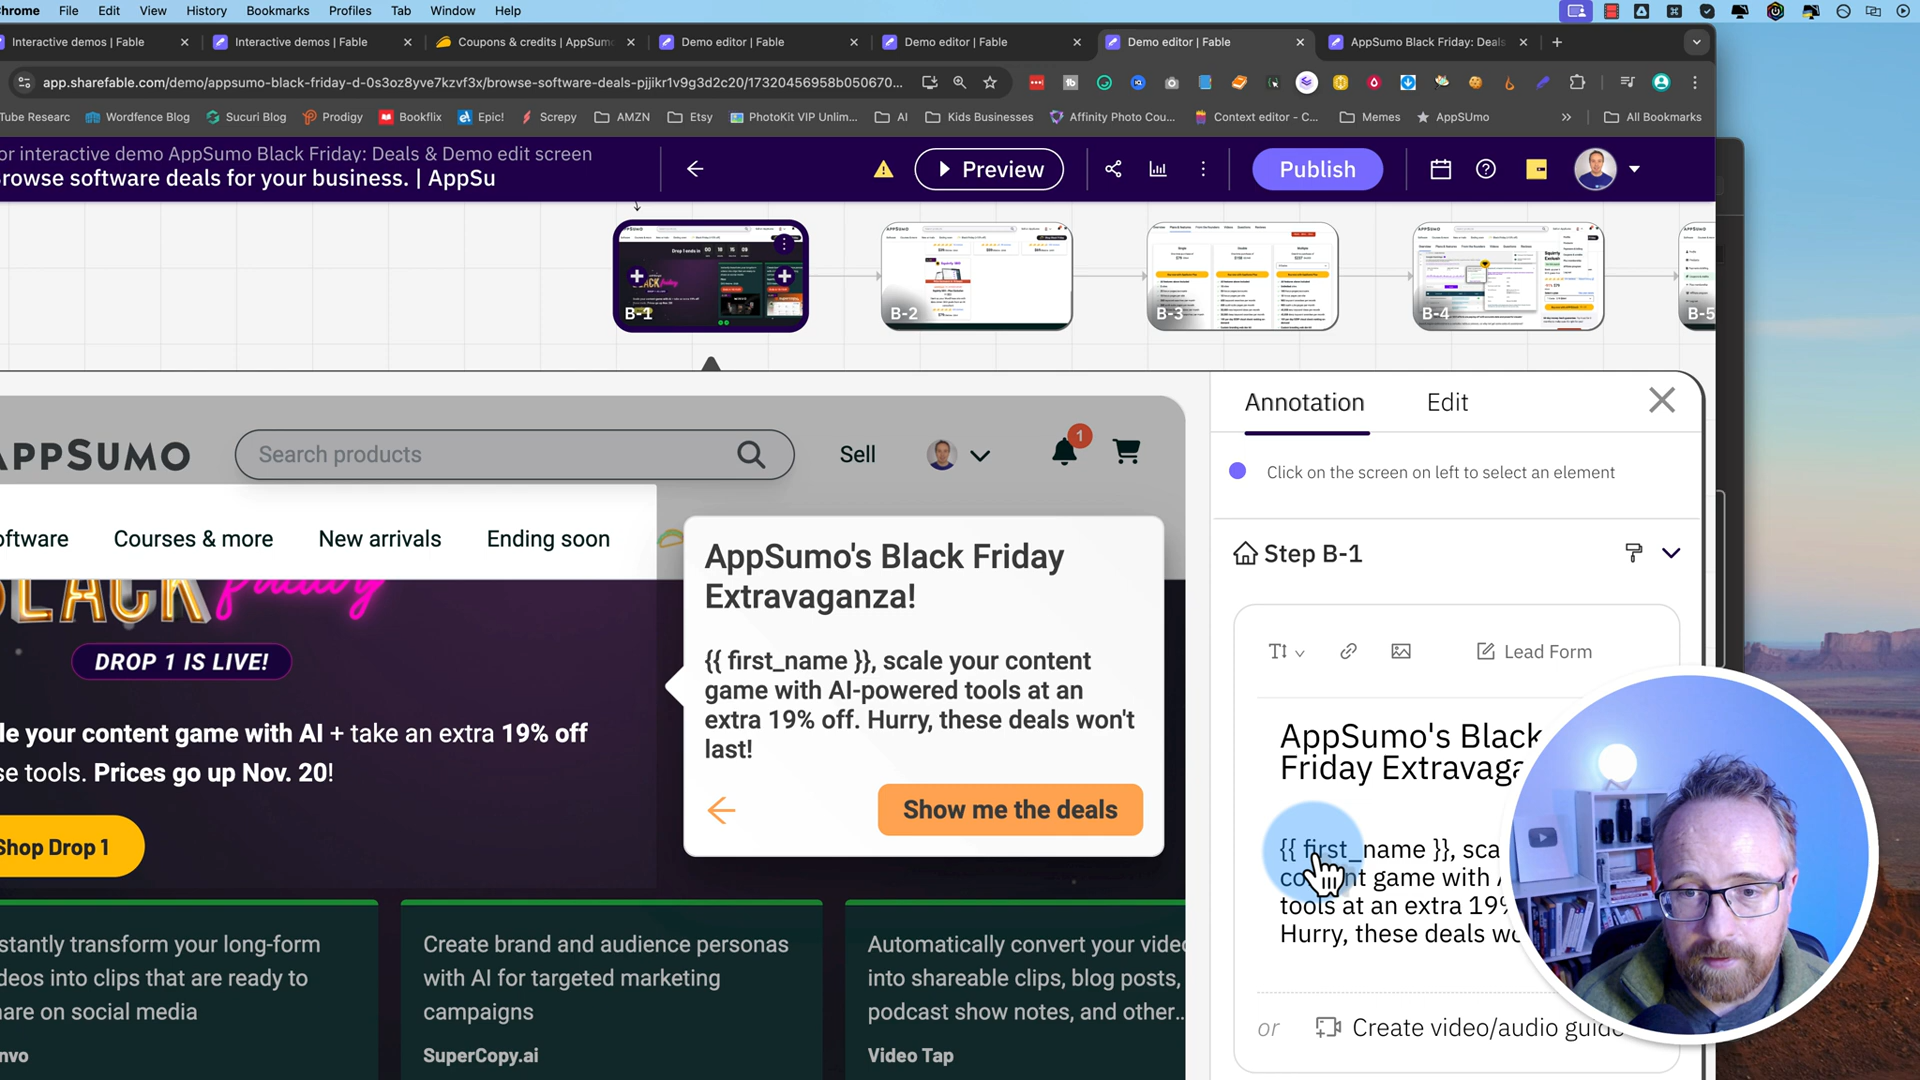 Chrome File Edit View History Bookmarks Profiles Tab Window Help
Interactive demos | Fable Interactive demos | Fable Coupons & credits | AppSumo Demo editor | Fable Demo editor | Fable Demo editor | Fable AppSumo Black Friday: Deals
app.sharefable.com/demo/appsumo-black-friday-d-0s3oz8yve7kzvf3x/browse-software-deals-pjjikr1v9g3d2c20/17320456958b050670...
Tube Researc Wordfence Blog Sucuri Blog Prodigy Bookflix Epic! Screpy AMZN Etsy PhotoKit VIP Unlim... AI Kids Businesses Affinity Photo Cou... Context editor - C... Memes AppSUmo » All Bookmarks
or interactive demo AppSumo Black Friday: Deals & Demo edit screen
Browse software deals for your business. | AppSu
Preview
Publish
B-1
B-2
B-3
B-4
B-5
Annotation
Edit
APPSUMO
Search products
Sell
1
Click on the screen on left to select an element
oftware
Courses & more
New arrivals
Ending soon
Step B-1
AppSumo's Black Friday
Extravaganza!
{{ first_name }}, scale your content
game with AI-powered tools at an
extra 19% off. Hurry, these deals won't
last!
Show me the deals
BLACK friday
DROP 1 IS LIVE!
le your content game with AI + take an extra 19% off
se tools. Prices go up Nov. 20!
Shop Drop 1
Lead Form
AppSumo's Black
Friday Extravaga
{{ first_name }}, sca
content game with
tools at an extra 19%
Hurry, these deals wo
or
Create video/audio guide
stantly transform your long-form
deos into clips that are ready to
are on social media
nvo
Create brand and audience personas
with AI for targeted marketing
campaigns
SuperCopy.ai
Automatically convert your vide
into shareable clips, blog posts,
podcast show notes, and other...
Video Tap